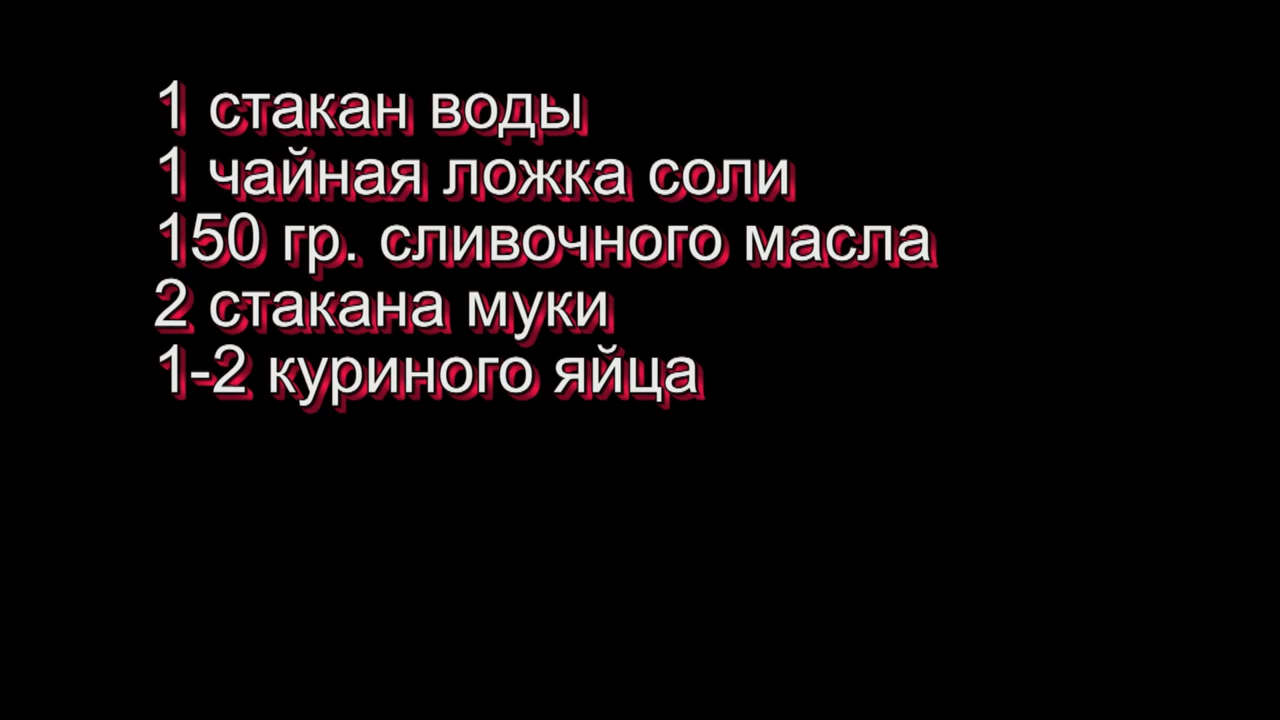 1 стакан воды
1 чайная ложка соли
150 гр. сливочного масла
2 стакана муки
1-2 куриного яйца